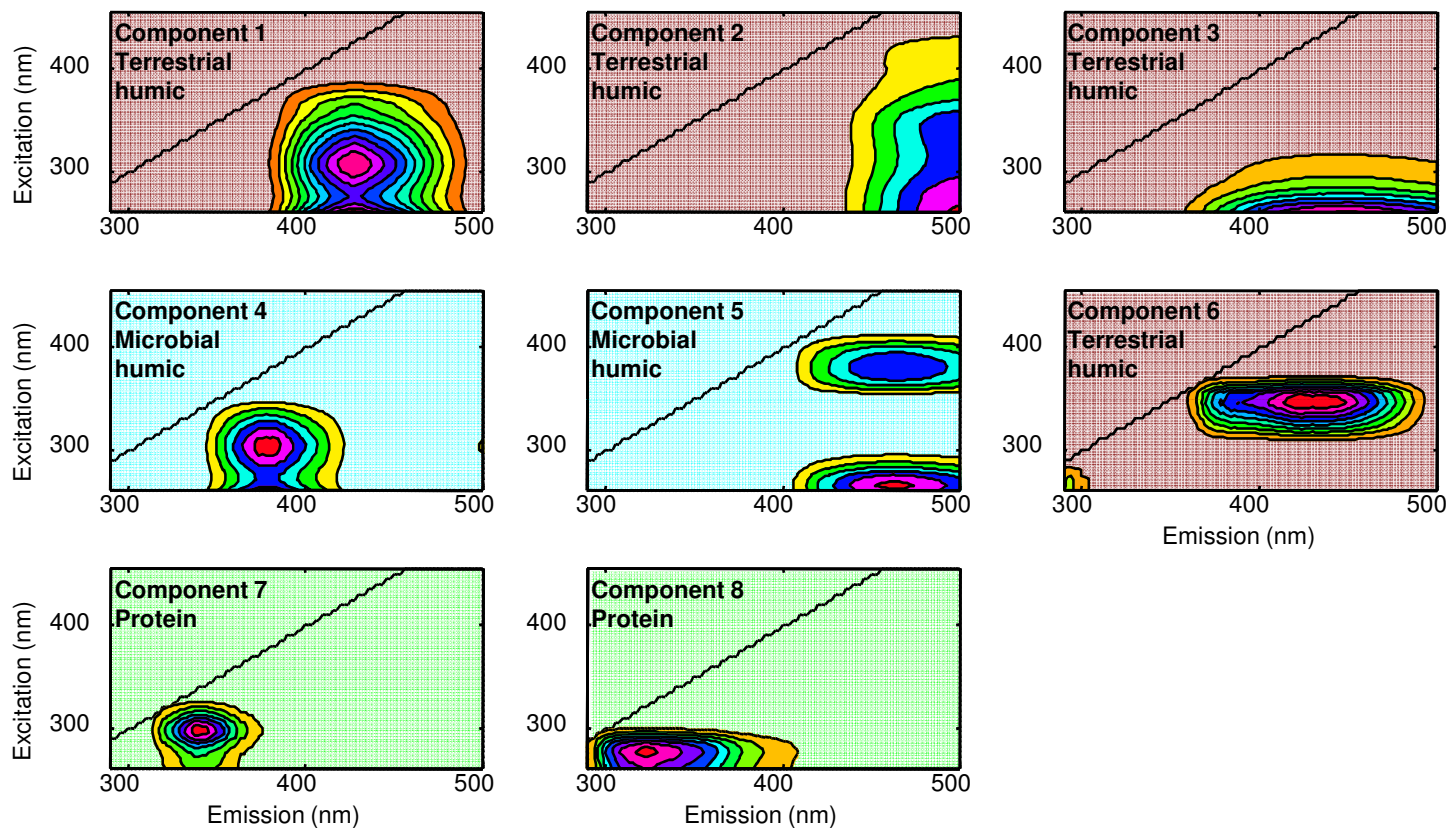 Component 1
Terrestrial
humic
Component 2
Terrestrial
humic
Component 3
Terrestrial
humic
Excitation (nm)
400
300
300
400
500
300
400
500
300
400
500
Component 4
Microbial
humic
Component 5
Microbial
humic
Component 6
Terrestrial
humic
Excitation (nm)
400
300
400
300
400
300
300
400
500
300
400
500
300
400
500
Emission (nm)
Component 7
Protein
Component 8
Protein
Excitation (nm)
400
300
400
300
300
400
500
300
400
500
Emission (nm)
Emission (nm)
400
300
400
300